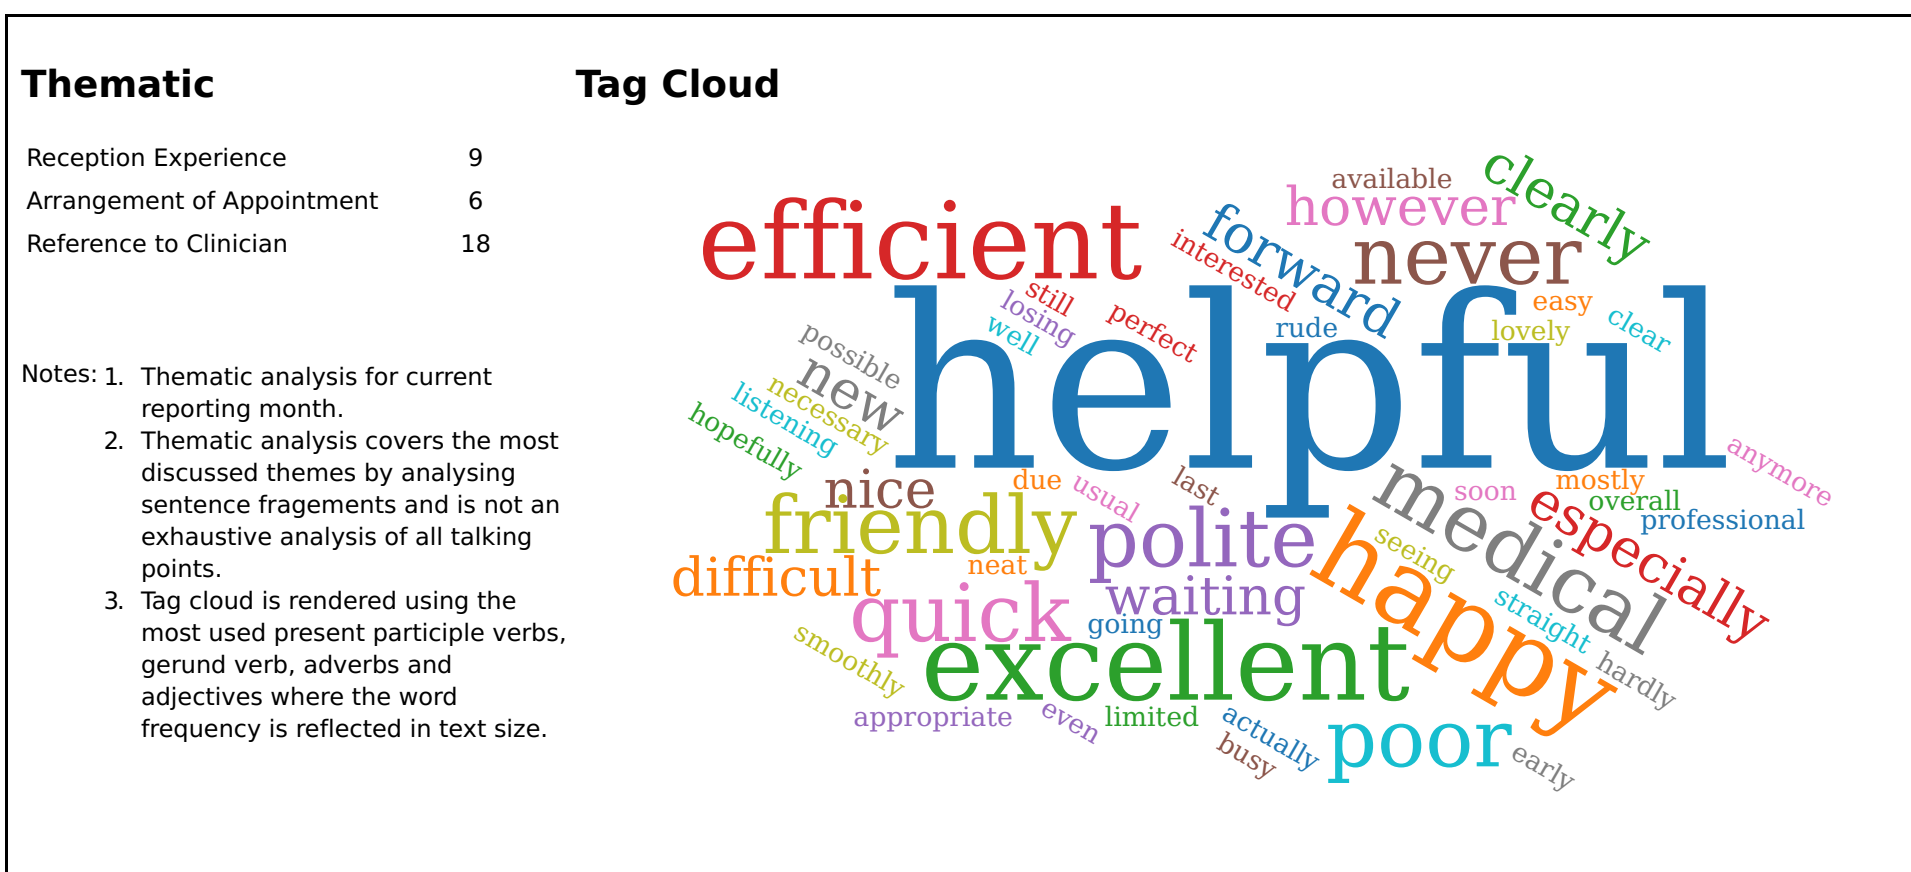 Thematic
Reception Experience 9
Arrangement of Appointment 6
Reference to Clinician 18
Notes: 1. Thematic analysis for current
reporting month.
2. Thematic analysis covers the most
discussed themes by analysing
sentence fragements and is not an
exhaustive analysis of all talking
points.
3. Tag cloud is rendered using the
most used present participle verbs,
gerund verb, adverbs and
adjectives where the word
frequency is reflected in text size.
Tag Cloud
available
clearly
however
efficient
forward
never
interested
still
losing
well
perfect
helpful
rude
easy
lovely
clear
possible
new
necessary
listening
hopefully
anymore
nice
due
usual
last
medical
soon
mostly
overall
professional
especially
friendly
polite
happy
seeing
difficult
neat
waiting
quick
going
straight
hardly
smoothly
excellent
appropriate
even
limited
actually
busy
poor
early